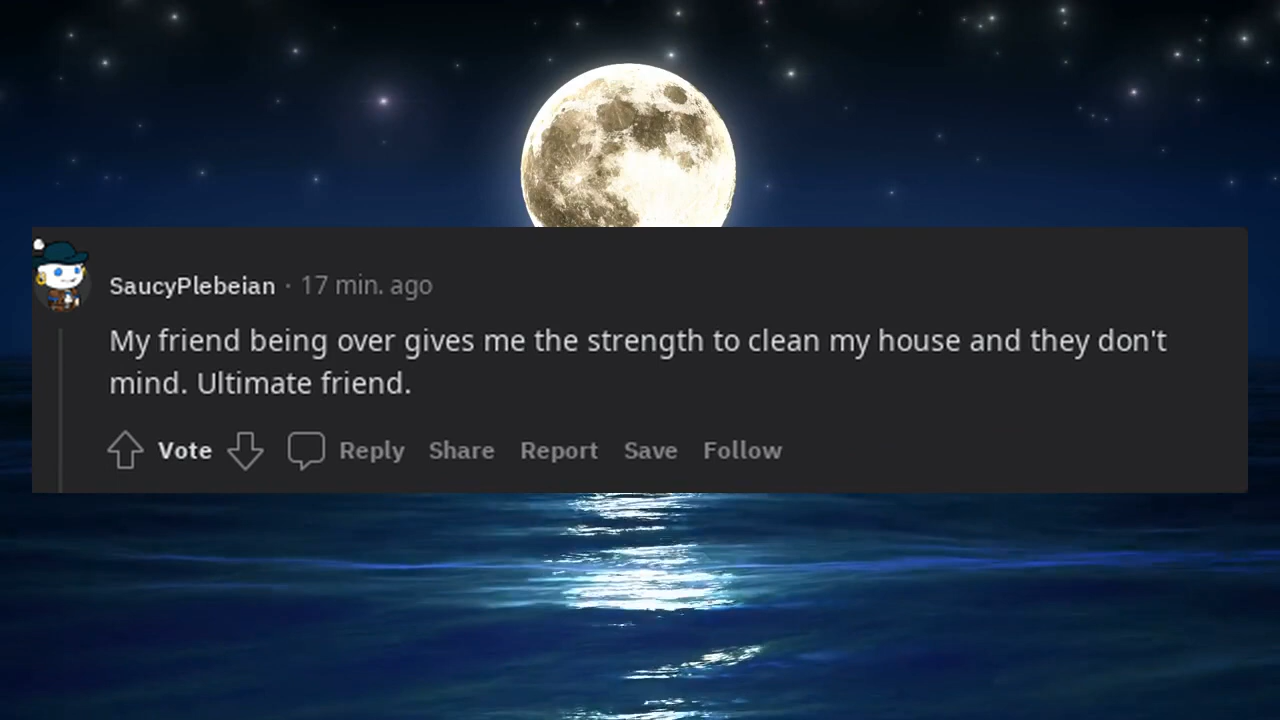 SaucyPlebeian · 17 min. ago
My friend being over gives me the strength to clean my house and they don't
mind. Ultimate friend.
Vote Reply Share Report Save Follow